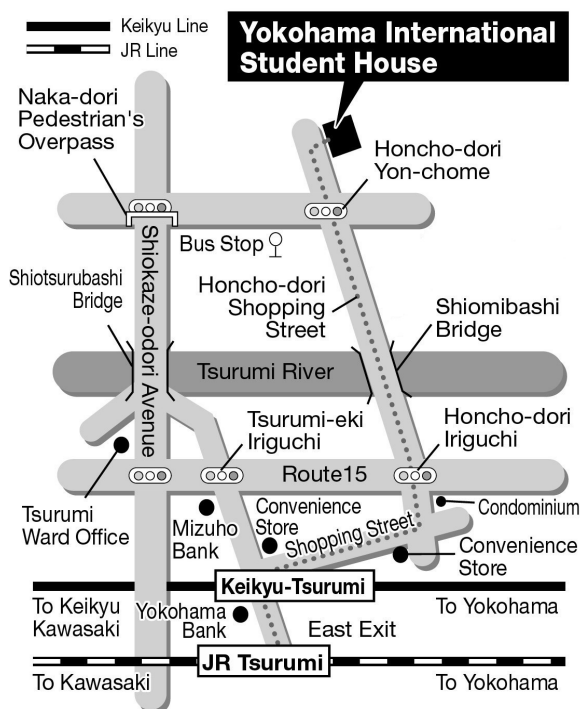 Keikyu Line
JR Line
Yokohama International
Student House
Naka-dori
Pedestrian's
Overpass
Honcho-dori
Yon-chome
Bus Stop
Shiokaze-odori Avenue
Shiotsurubashi
Bridge
Honcho-dori
Shopping
Street
Shiomibashi
Bridge
Tsurumi River
Tsurumi-eki
Iriguchi
Honcho-dori
Iriguchi
Route15
Tsurumi
Ward Office
Mizuho
Bank
Convenience
Store
Shopping Street
Condominium
Convenience
Store
Keikyu-Tsurumi
To Keikyu
Kawasaki
To Yokohama
Yokohama
Bank
East Exit
JR Tsurumi
To Kawasaki
To Yokohama